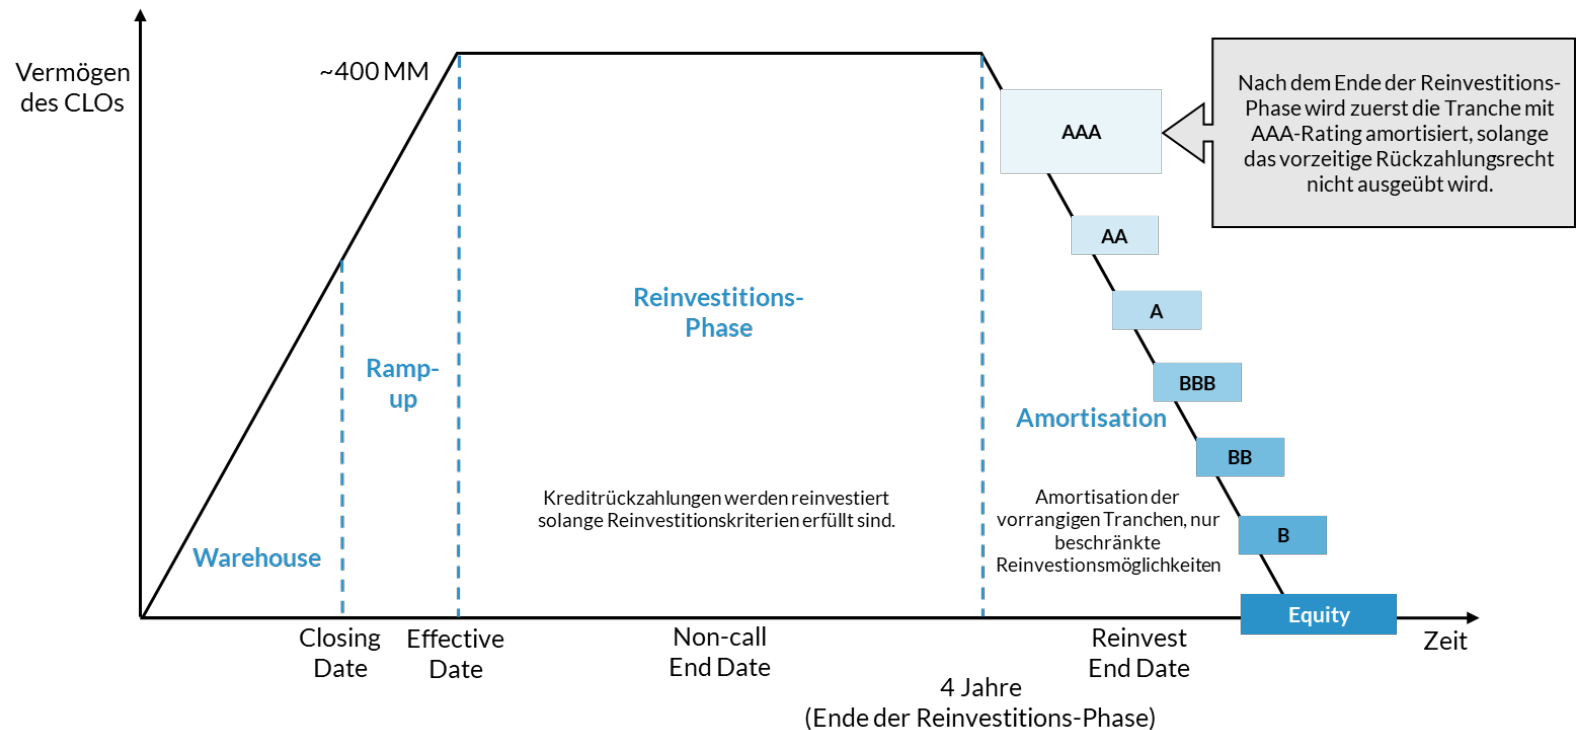 Vermögen
des CLOs
~400 MM
Nach dem Ende der Reinvestitions-
Phase wird zuerst die Tranche mit
AAA-Rating amortisiert, solange
das vorzeitige Rückzahlungsrecht
nicht ausgeübt wird.
AAA
AA
A
BBB
BB
B
Equity
Reinvestitions-
Phase
Ramp-
up
Amortisation
Kreditrückzahlungen werden reinvestiert
solange Reinvestitionskriterien erfüllt sind.
Amortisation der
vorrangigen Tranchen, nur
beschränkte
Reinvestionsmöglichkeiten
Warehouse
Closing
Date
Effective
Date
Non-call
End Date
Reinvest
End Date
Zeit
4 Jahre
(Ende der Reinvestitions-Phase)